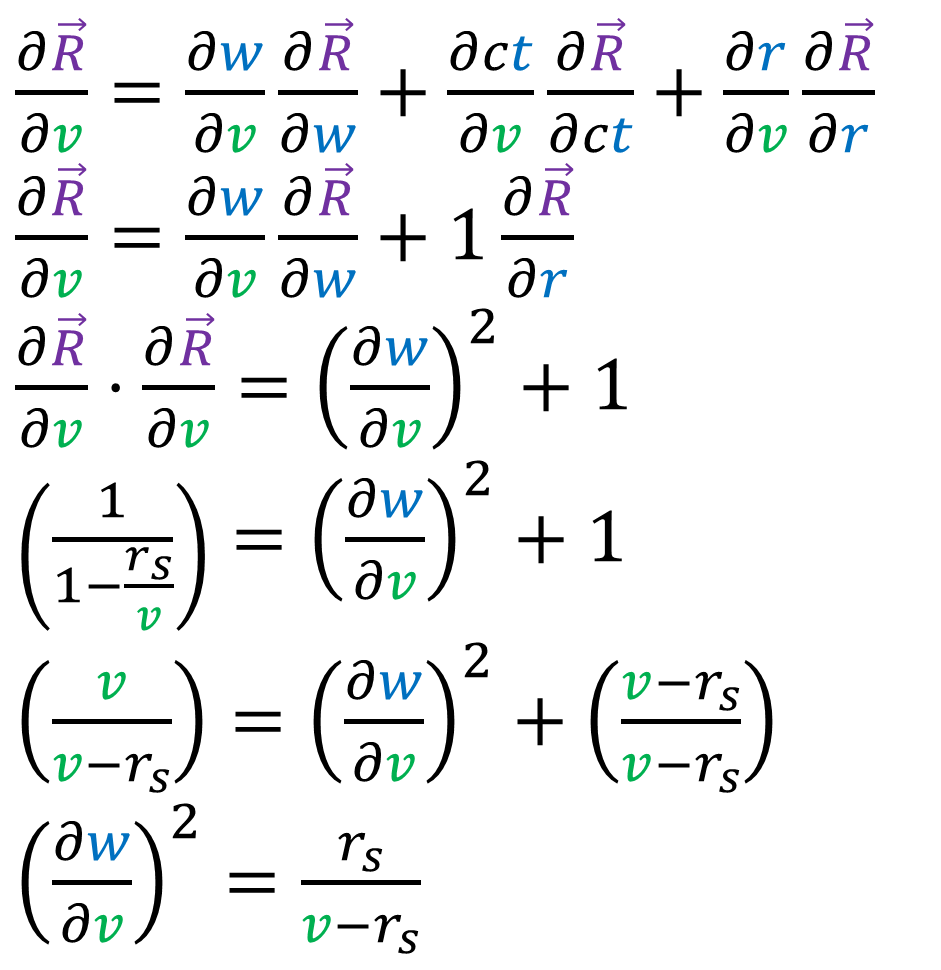 ∂R⃗/∂v = ∂w/∂v ∂R⃗/∂w + ∂ct/∂v ∂R⃗/∂ct + ∂r/∂v ∂R⃗/∂r
∂R⃗/∂v = ∂w/∂v ∂R⃗/∂w + 1 ∂R⃗/∂r
∂R⃗/∂v · ∂R⃗/∂v = (∂w/∂v)² + 1
(1/(1−r_s/v)) = (∂w/∂v)² + 1
(v/(v−r_s)) = (∂w/∂v)² + ((v−r_s)/(v−r_s))
(∂w/∂v)² = r_s/(v−r_s)